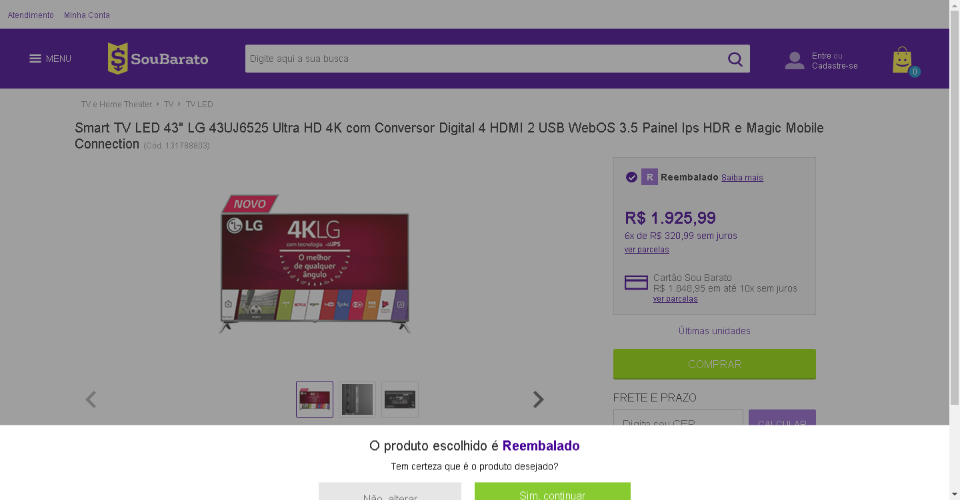 Atendimento Minha Conta
MENU
SouBarato
Digite aqui a sua busca
Entre ou
Cadastre-se
0
TV e Home Theater > TV > TV LED
Smart TV LED 43" LG 43UJ6525 Ultra HD 4K com Conversor Digital 4 HDMI 2 USB WebOS 3.5 Painel Ips HDR e Magic Mobile
Connection (Cód. 131788803)
R Reembalado Saiba mais
NOVO
LG
4KLG
com tecnologia IPS
O melhor
de qualquer
ângulo
R$ 1.925,99
6x de R$ 320,99 sem juros
ver parcelas
Cartão Sou Barato
R$ 1.848,95 em até 10x sem juros
ver parcelas
Últimas unidades
COMPRAR
FRETE E PRAZO
Digite seu CEP
CALCULAR
O produto escolhido é Reembalado
Tem certeza que é o produto desejado?
Não, alterar
Sim, continuar